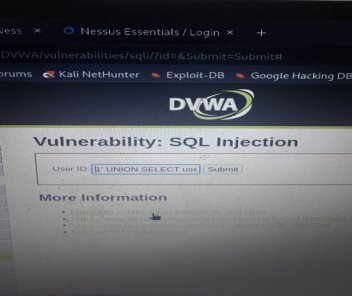 Ness × Nessus Essentials / Login × +
DVWA/vulnerabilities/sqli/?id=&Submit=Submit#
orums Kali NetHunter Exploit-DB Google Hacking DB
DVWA
Vulnerability: SQL Injection
User ID: 1' UNION SELECT use Submit
More Information